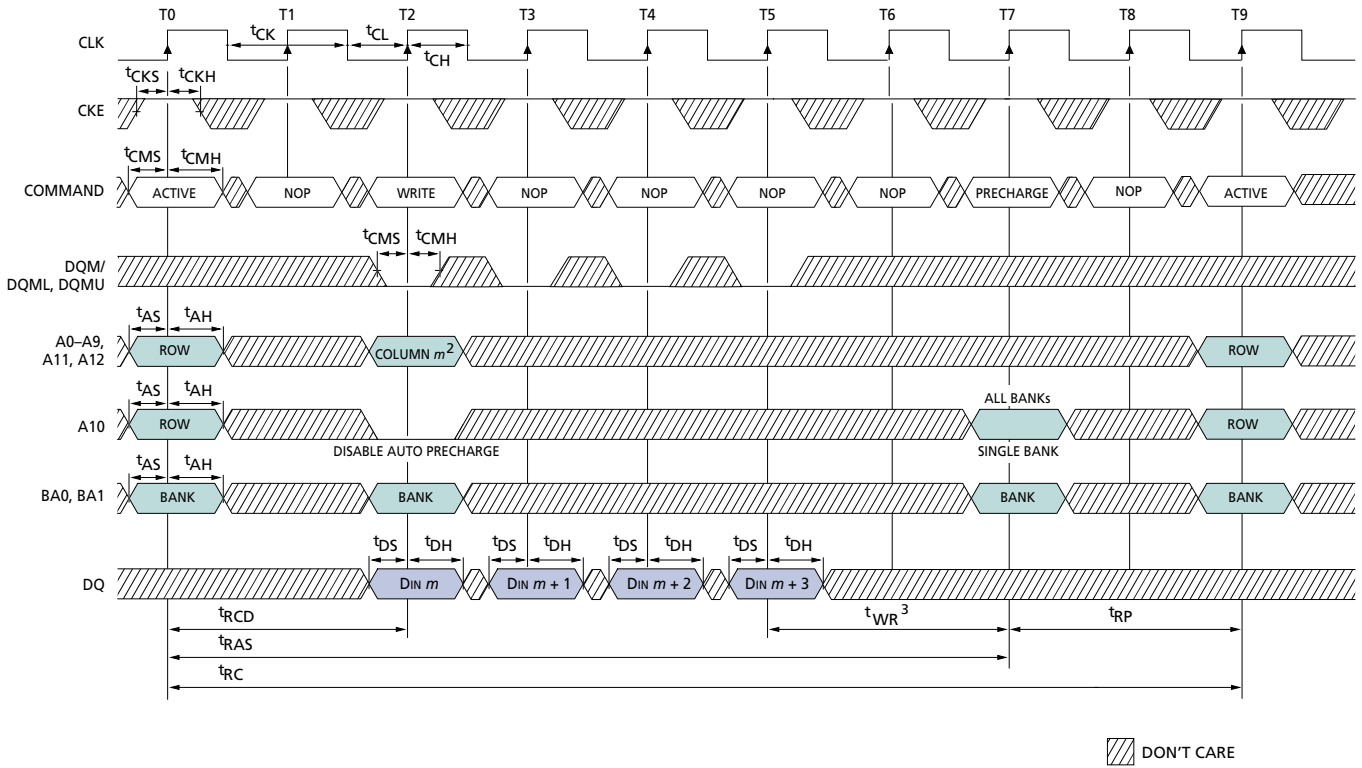 T0 T1 T2 T3 T4 T5 T6 T7 T8 T9
CLK
tCK tCL
tCH
tCKS tCKH
CKE
tCMS tCMH
COMMAND ACTIVE NOP WRITE NOP NOP NOP NOP PRECHARGE NOP ACTIVE
tCMS tCMH
DQM/
DQML, DQMU
tAS tAH
A0–A9,
A11, A12
ROW COLUMN m2 ROW
tAS tAH
ALL BANKs
A10 ROW ROW
DISABLE AUTO PRECHARGE SINGLE BANK
tAS tAH
BA0, BA1 BANK BANK BANK BANK
tDS tDH tDS tDH tDS tDH tDS tDH
DQ DIN m DIN m + 1 DIN m + 2 DIN m + 3
tRCD tWR3 tRP
tRAS
tRC
DON'T CARE